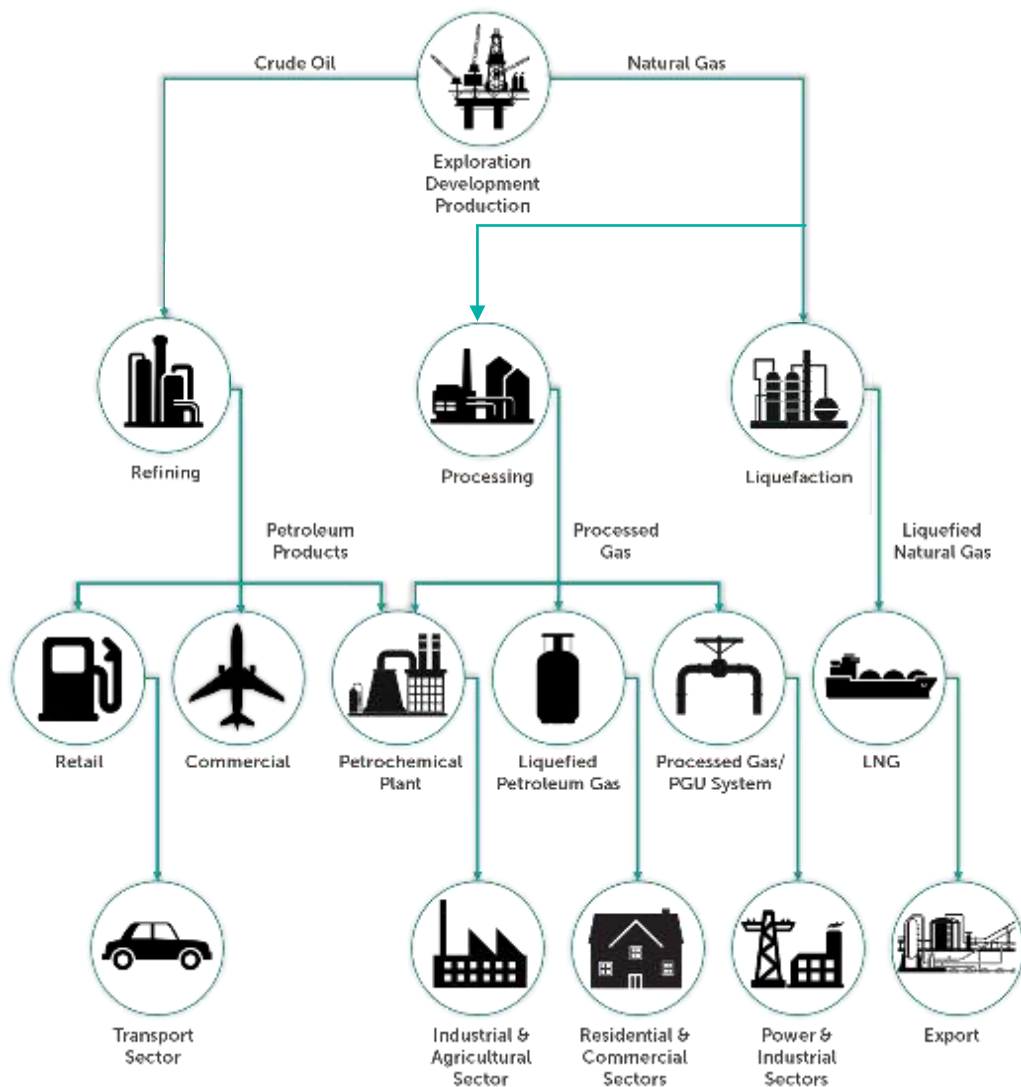 Crude Oil
Natural Gas
Exploration
Development
Production
Refining
Processing
Liquefaction
Petroleum
Products
Processed
Gas
Liquefied
Natural Gas
Retail
Commercial
Petrochemical
Plant
Liquefied
Petroleum Gas
Processed Gas/
PGU System
LNG
Transport
Sector
Industrial &
Agricultural
Sector
Residential &
Commercial
Sectors
Power &
Industrial
Sectors
Export